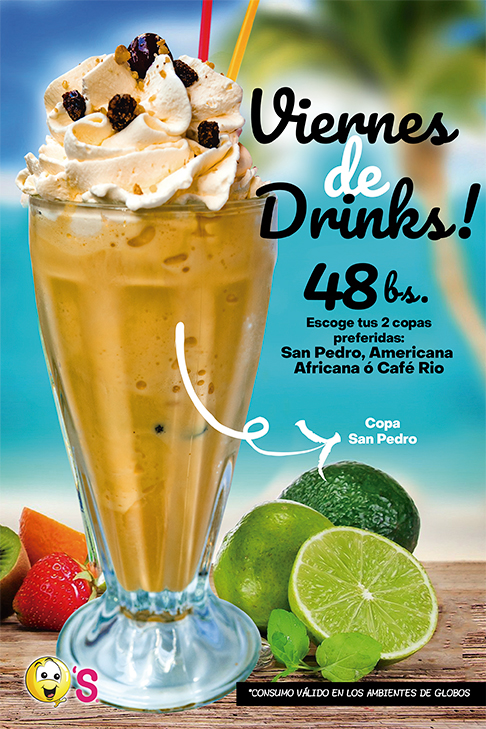 Viernes
de
Drinks!
48 bs.
Escoge tus 2 copas
preferidas:
San Pedro, Americana
Africana ó Café Rio
Copa
San Pedro
'S
*CONSUMO VÁLIDO EN LOS AMBIENTES DE GLOBOS